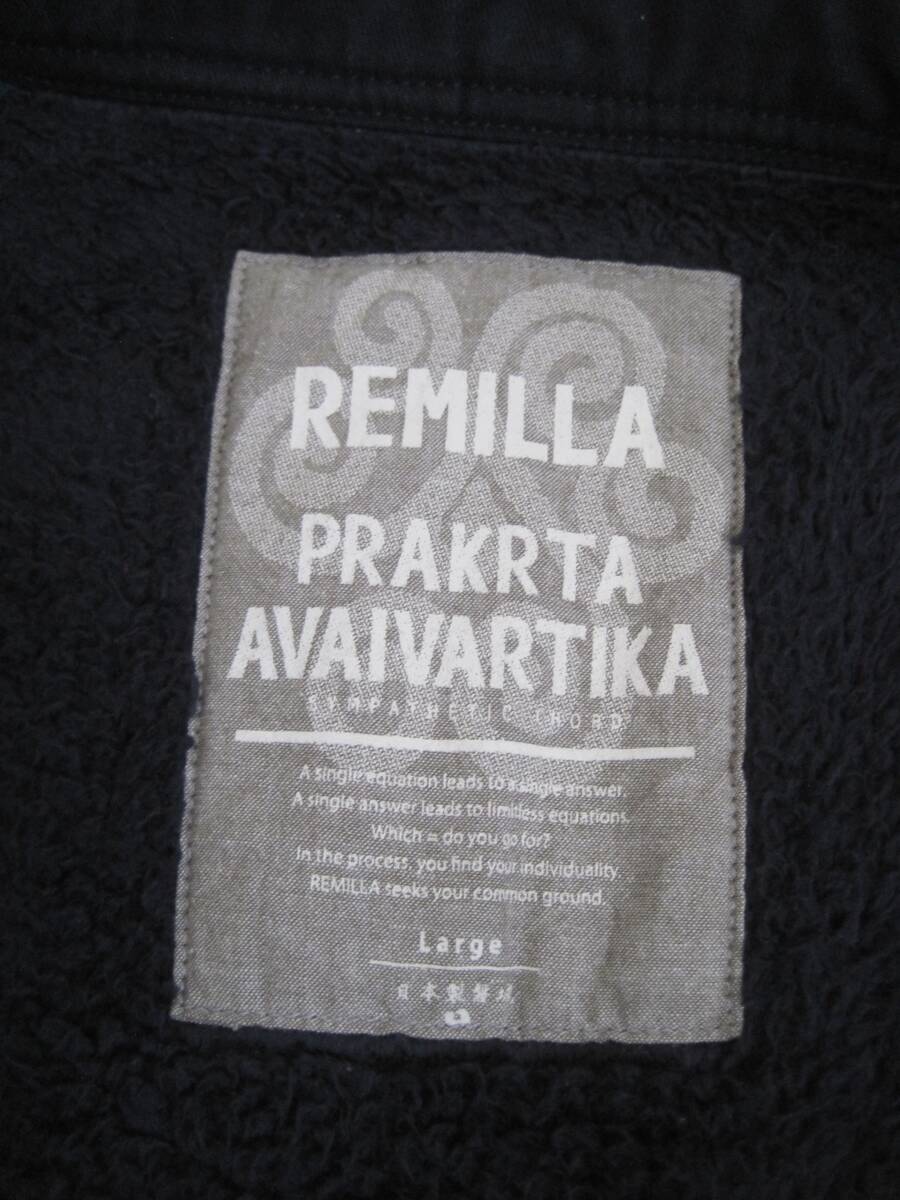 REMILLA
PRAKRTA
AVAIVARTIKA
SYMPATHETIC CHORD
A single equation leads to a single answer.
A single answer leads to limitless equations.
Which = do you go for?
In the process, you find your individuality.
REMILLA seeks your common ground.
Large
日本製